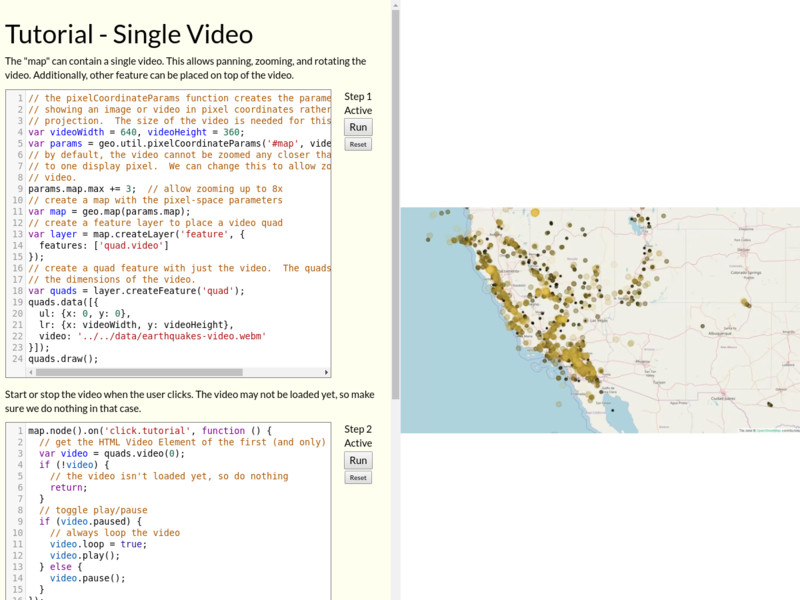 Tutorial - Single Video
The "map" can contain a single video. This allows panning, zooming, and rotating the
video. Additionally, other feature can be placed on top of the video.
1 // the pixelCoordinateParams function creates the parame
2 // showing an image or video in pixel coordinates rather
3 // projection.  The size of the video is needed for this
4 var videoWidth = 640, videoHeight = 360;
5 var params = geo.util.pixelCoordinateParams('#map', vide
6 // by default, the video cannot be zoomed any closer tha
7 // to one display pixel.  We can change this to allow zo
8 // video.
9 params.map.max += 3;  // allow zooming up to 8x
10 // create a map with the pixel-space parameters
11 var map = geo.map(params.map);
12 // create a feature layer to place a video quad
13 var layer = map.createLayer('feature', {
14   features: ['quad.video']
15 });
16 // create a quad feature with just the video.  The quads
17 // the dimensions of the video.
18 var quads = layer.createFeature('quad');
19 quads.data([{
20   ul: {x: 0, y: 0},
21   lr: {x: videoWidth, y: videoHeight},
22   video: '../../data/earthquakes-video.webm'
23 }]);
24 quads.draw();
Step 1
Active
Run
Reset
Start or stop the video when the user clicks. The video may not be loaded yet, so make
sure we do nothing in that case.
1 map.node().on('click.tutorial', function () {
2   // get the HTML Video Element of the first (and only)
3   var video = quads.video(0);
4   if (!video) {
5     // the video isn't loaded yet, so do nothing
6     return;
7   }
8   // toggle play/pause
9   if (video.paused) {
10     // always loop the video
11     video.loop = true;
12     video.play();
13   } else {
14     video.pause();
15   }
16 });
Step 2
Active
Run
Reset
Colorado Springs